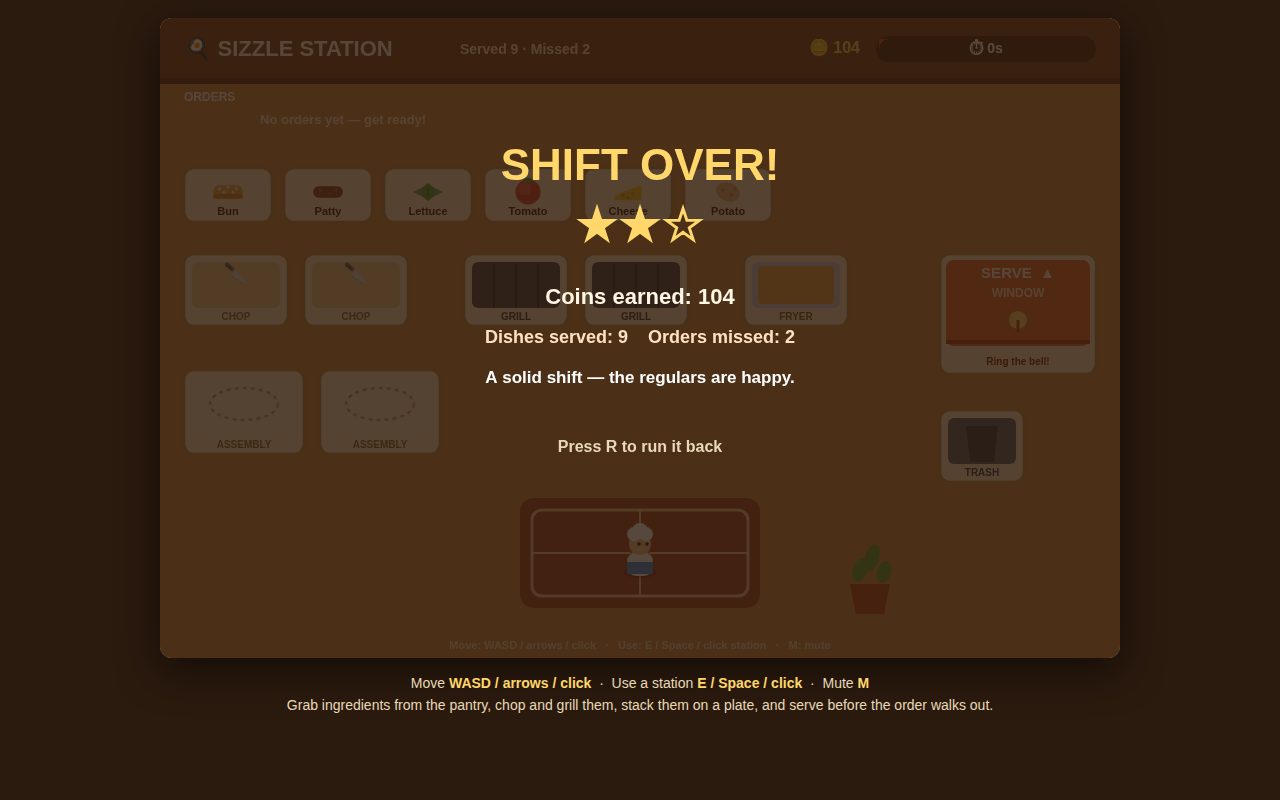 SIZZLE STATION
Served 9 · Missed 2
104
0s
ORDERS
No orders yet — get ready!
SHIFT OVER!
Bun
Patty
Lettuce
Tomato
Cheese
Potato
Coins earned: 104
CHOP
CHOP
GRILL
GRILL
FRYER
SERVE ▲
WINDOW
Ring the bell!
Dishes served: 9 Orders missed: 2
A solid shift — the regulars are happy.
ASSEMBLY
ASSEMBLY
Press R to run it back
TRASH
Move: WASD / arrows / click · Use: E / Space / click station · M: mute
Move WASD / arrows / click · Use a station E / Space / click · Mute M
Grab ingredients from the pantry, chop and grill them, stack them on a plate, and serve before the order walks out.